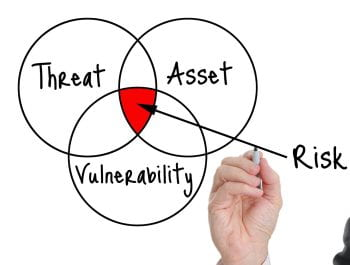 Threat
Asset
Vulnerability
Risk